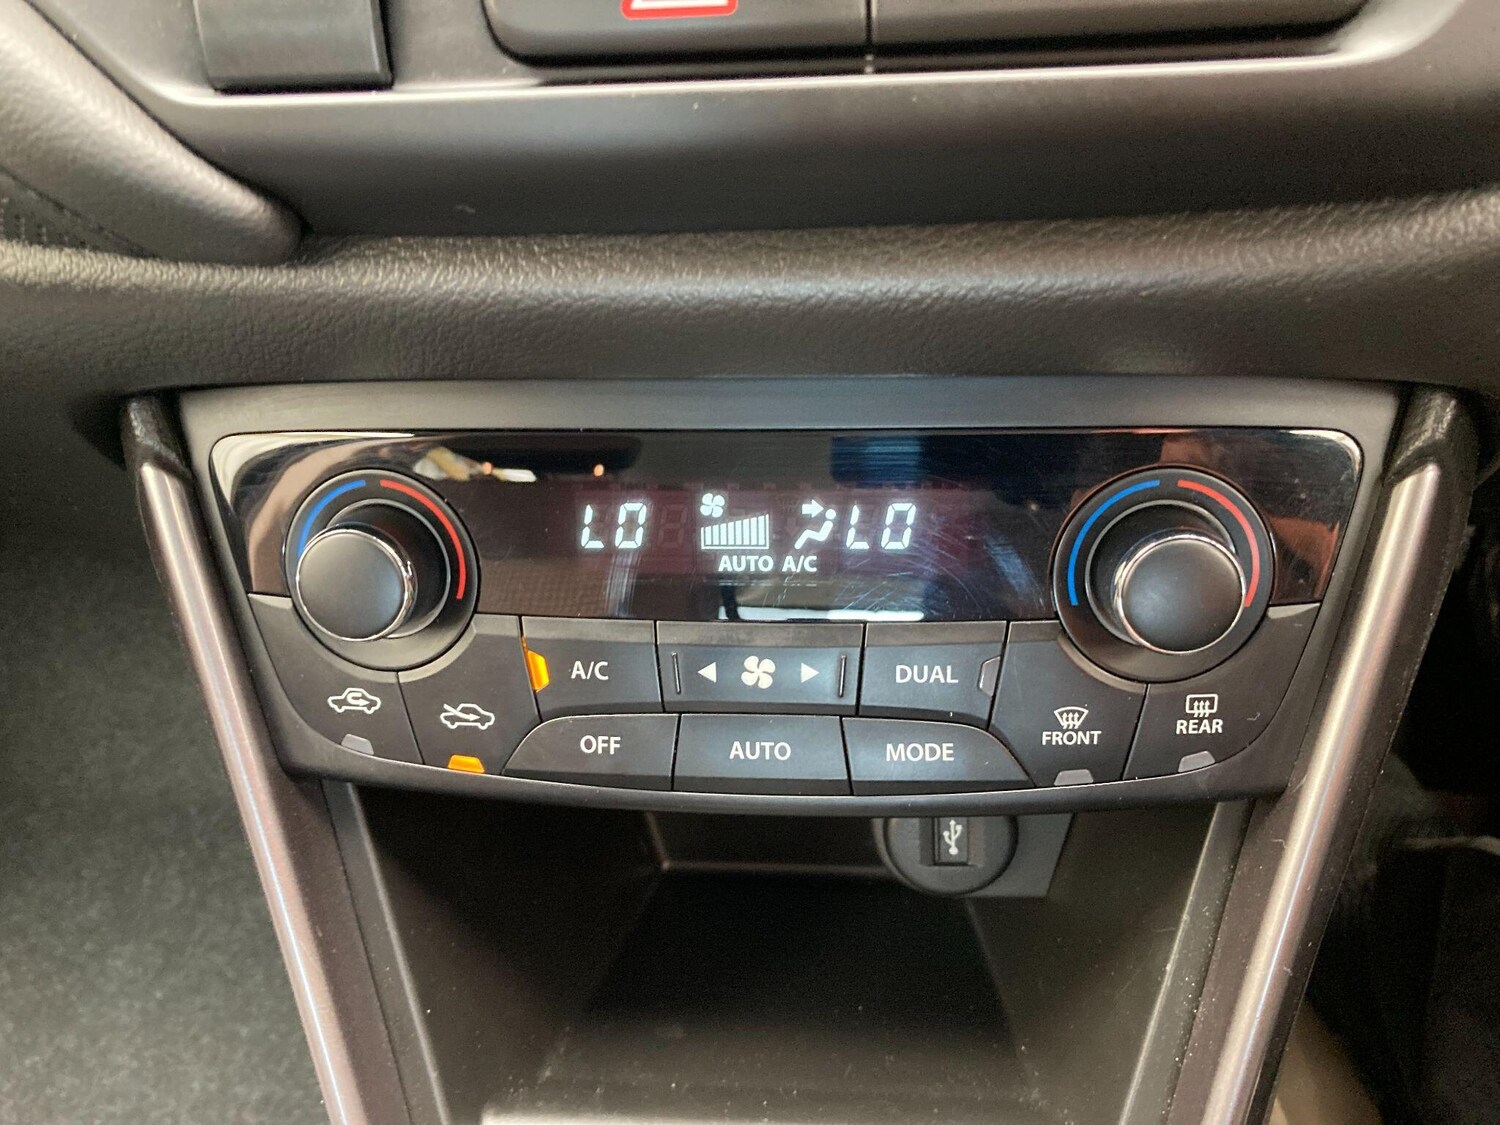 LO LO
AUTO A/C
A/C DUAL
OFF AUTO MODE FRONT REAR